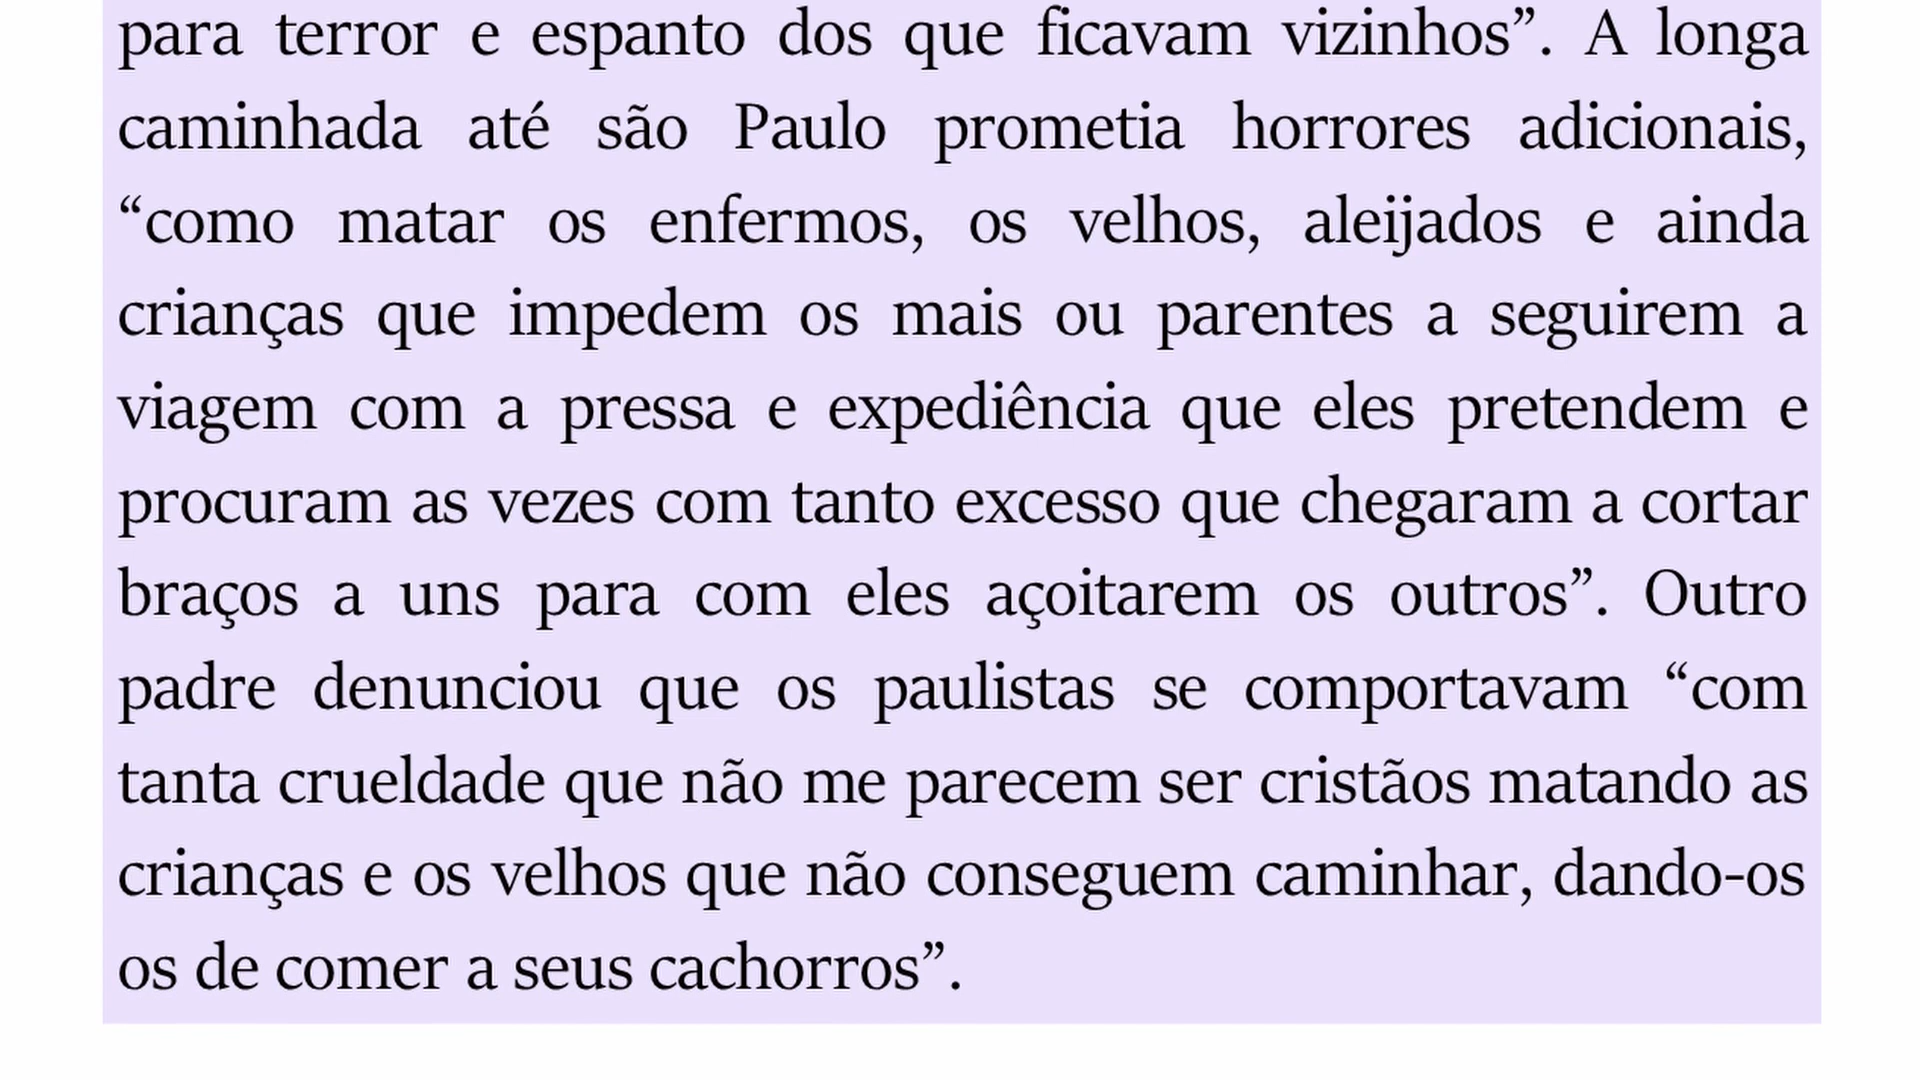 para terror e espanto dos que ficavam vizinhos”. A longa
caminhada até são Paulo prometia horrores adicionais,
“como matar os enfermos, os velhos, aleijados e ainda
crianças que impedem os mais ou parentes a seguirem a
viagem com a pressa e expediência que eles pretendem e
procuram as vezes com tanto excesso que chegaram a cortar
braços a uns para com eles açoitarem os outros”. Outro
padre denunciou que os paulistas se comportavam “com
tanta crueldade que não me parecem ser cristãos matando as
crianças e os velhos que não conseguem caminhar, dando-os
os de comer a seus cachorros”.